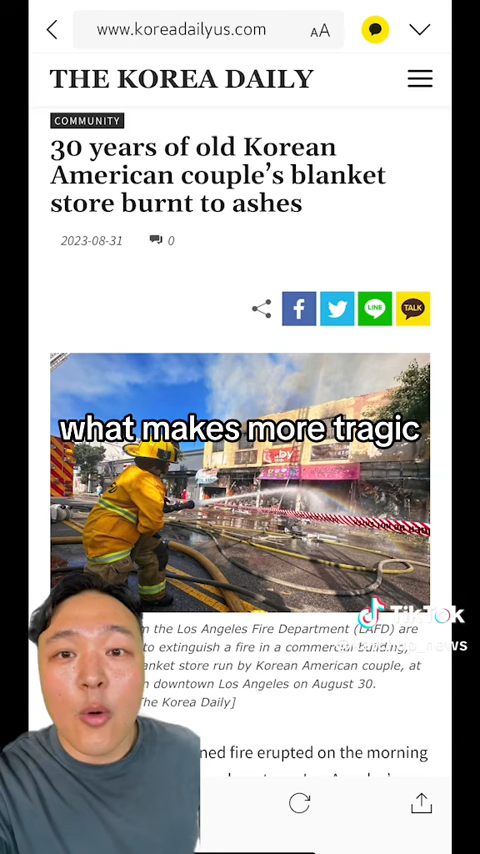 www.koreadailyus.com
AA
THE KOREA DAILY
COMMUNITY
30 years of old Korean
American couple's blanket
store burnt to ashes
2023-08-31 0
LINE
TALK
what makes more tragic
TikTok
m the Los Angeles Fire Department (LAFD) are
to extinguish a fire in a commercial building,
anket store run by Korean American couple, at
n downtown Los Angeles on August 30.
The Korea Daily]
ned fire erupted on the morning